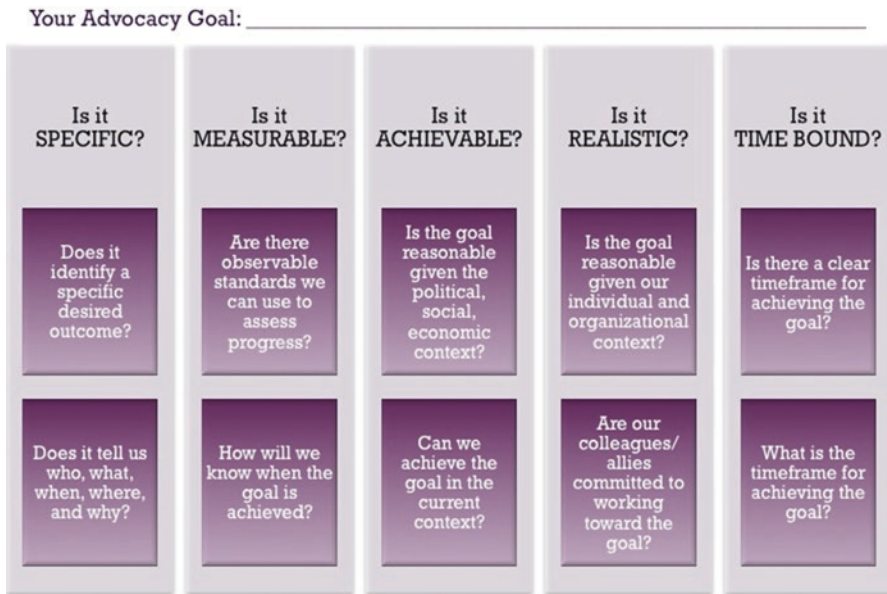 Your Advocacy Goal:
Is it
SPECIFIC?
Does it
identify a
specific
desired
outcome?
Does it tell us
who, what,
when, where,
and why?
Is it
MEASURABLE?
Are there
observable
standards we
can use to
assess
progress?
How will we
know when the
goal is
achieved?
Is it
ACHIEVABLE?
Is the goal
reasonable
given the
political,
social,
economic
context?
Can we
achieve the
goal in the
current
context?
Is it
REALISTIC?
Is the goal
reasonable
given our
individual and
organizational
context?
Are our
colleagues/
allies
committed to
working
toward the
goal?
Is it
TIME BOUND?
Is there a clear
timeframe for
achieving the
goal?
What is the
timeframe for
achieving the
goal?